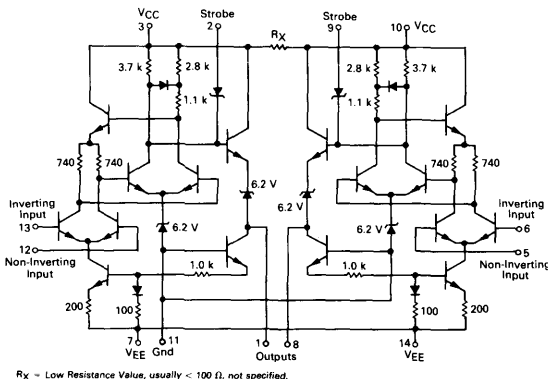 VCC Strobe Strobe VCC
3 2 RX 9 10
3.7 k 2.8 k 2.8 k 3.7 k
1.1 k 1.1 k
740 740 740 740
6.2 V 6.2 V
Inverting Input 13 6.2 V 6.2 V Inverting Input 6
12 Non-Inverting Input 5 Non-Inverting Input
1.0 k 1.0 k
200 100 100 200
7 11 1 8 14
VEE Gnd Outputs VEE
RX = Low Resistance Value, usually < 100 Ω, not specified.